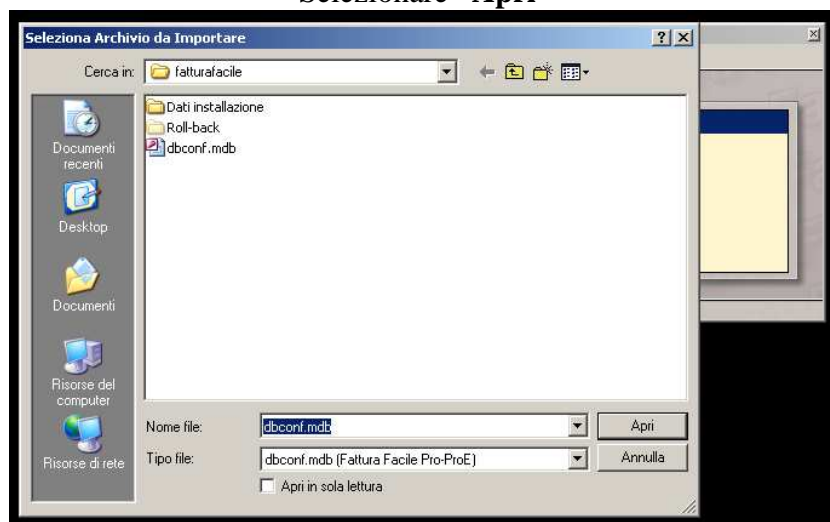 Selezionare "Apri"
Seleziona Archivio da Importare
Cerca in:
fatturafacile
Dati installazione
Roll-back
dbconf.mdb
Documenti
recenti
Desktop
Documenti
Risorse del
computer
Risorse di rete
Nome file:
dbconf.mdb
Apri
Tipo file:
dbconf.mdb (Fattura Facile Pro-ProE)
Annulla
Apri in sola lettura